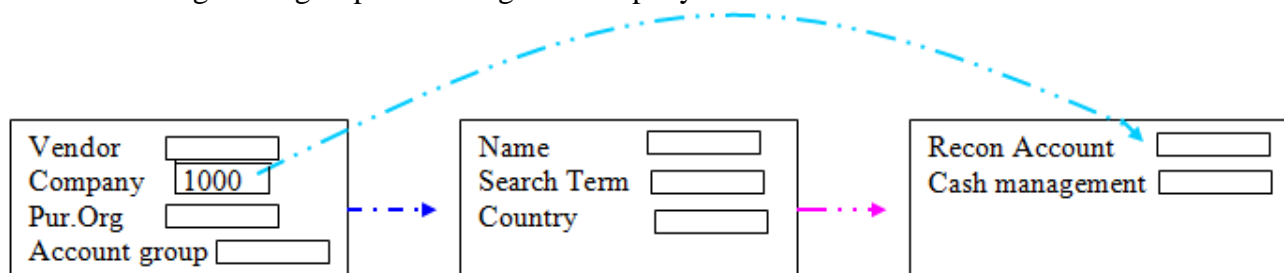 Vendor
Company 1000
Pur.Org
Account group
Name
Search Term
Country
Recon Account
Cash management